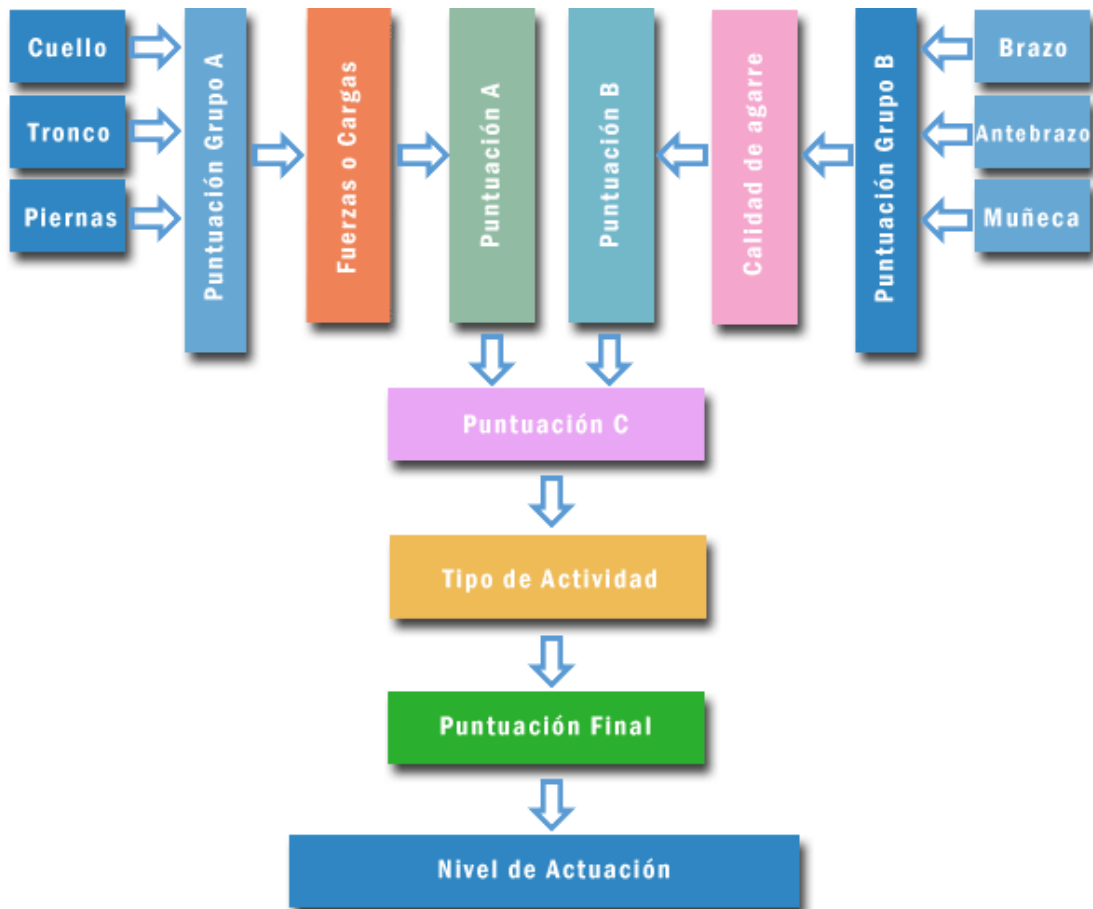 Cuello
Tronco
Piernas
Puntuación Grupo A
Fuerzas o Cargas
Puntuación A
Puntuación B
Calidad de agarre
Puntuación Grupo B
Brazo
Antebrazo
Muñeca
Puntuación C
Tipo de Actividad
Puntuación Final
Nivel de Actuación